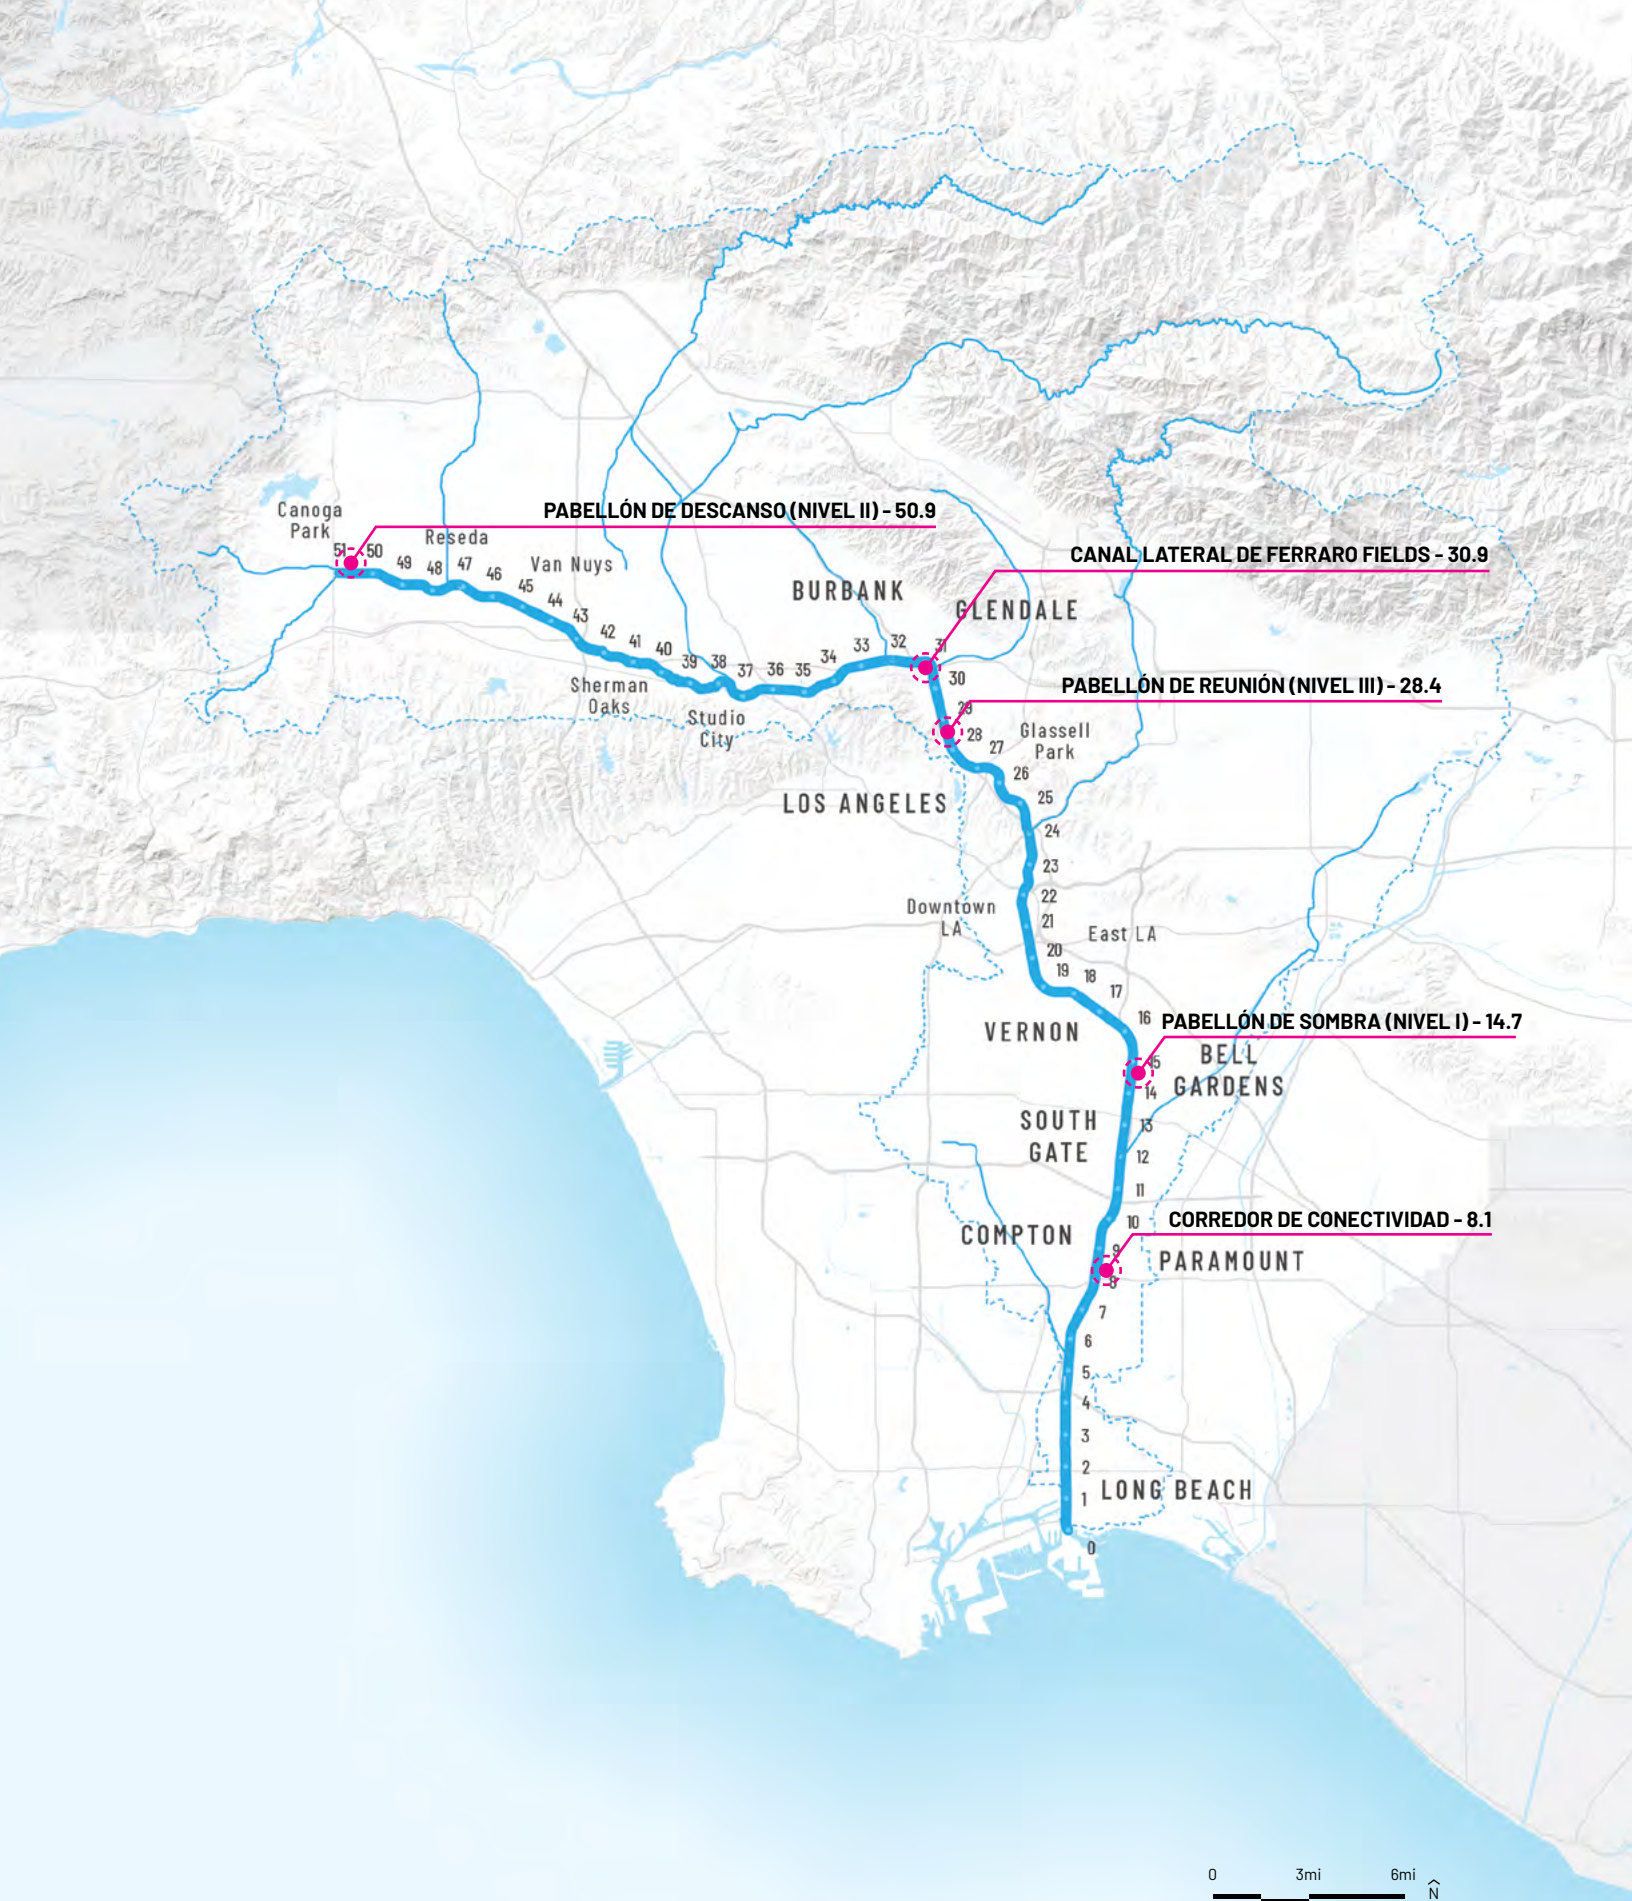 PABELLÓN DE DESCANSO (NIVEL II) - 50.9
Canoga
Park
Reseda
51
50
49
48
47
46
45
44
43
42
41
40
39
38
37
36
35
34
33
32
31
30
29
28
27
26
25
24
23
22
21
20
19
18
17
16
15
14
13
12
11
10
9
8
7
6
5
4
3
2
1
0
Van Nuys
CANAL LATERAL DE FERRARO FIELDS - 30.9
BURBANK
GLENDALE
Sherman
Oaks
Studio
City
PABELLÓN DE REUNIÓN (NIVEL III) - 28.4
Glassell
Park
LOS ANGELES
Downtown
LA
East LA
VERNON
PABELLÓN DE SOMBRA (NIVEL I) - 14.7
BELL
GARDENS
SOUTH
GATE
COMPTON
CORREDOR DE CONECTIVIDAD - 8.1
PARAMOUNT
LONG BEACH
0
3mi
6mi
N